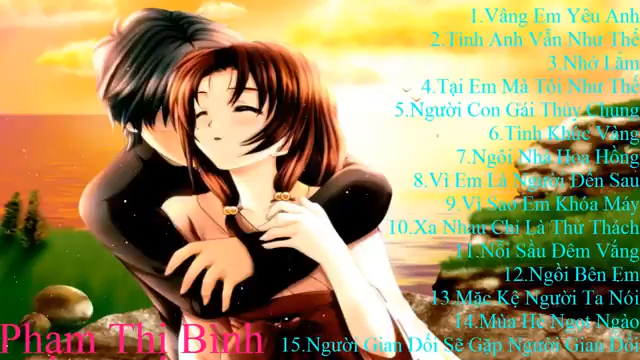 1.Vâng Em Yêu Anh
2.Tình Anh Vẫn Như Thế
3.Nhớ Lắm
4.Tại Em Mà Tôi Như Thế
5.Người Con Gái Thủy Chung
6.Tình Khúc Vàng
7.Ngôi Nhà Hoa Hồng
8.Vì Em Là Người Đến Sau
9.Vì Sao Em Khóa Máy
10.Xa Nhau Chỉ Là Thử Thách
11.Nỗi Sầu Đêm Vắng
12.Ngồi Bên Em
13.Mặc Kệ Người Ta Nói
14.Mùa Hè Ngọt Ngào
Phạm Thị Bình
15.Người Gian Dối Sẽ Gặp Người Gian Dối